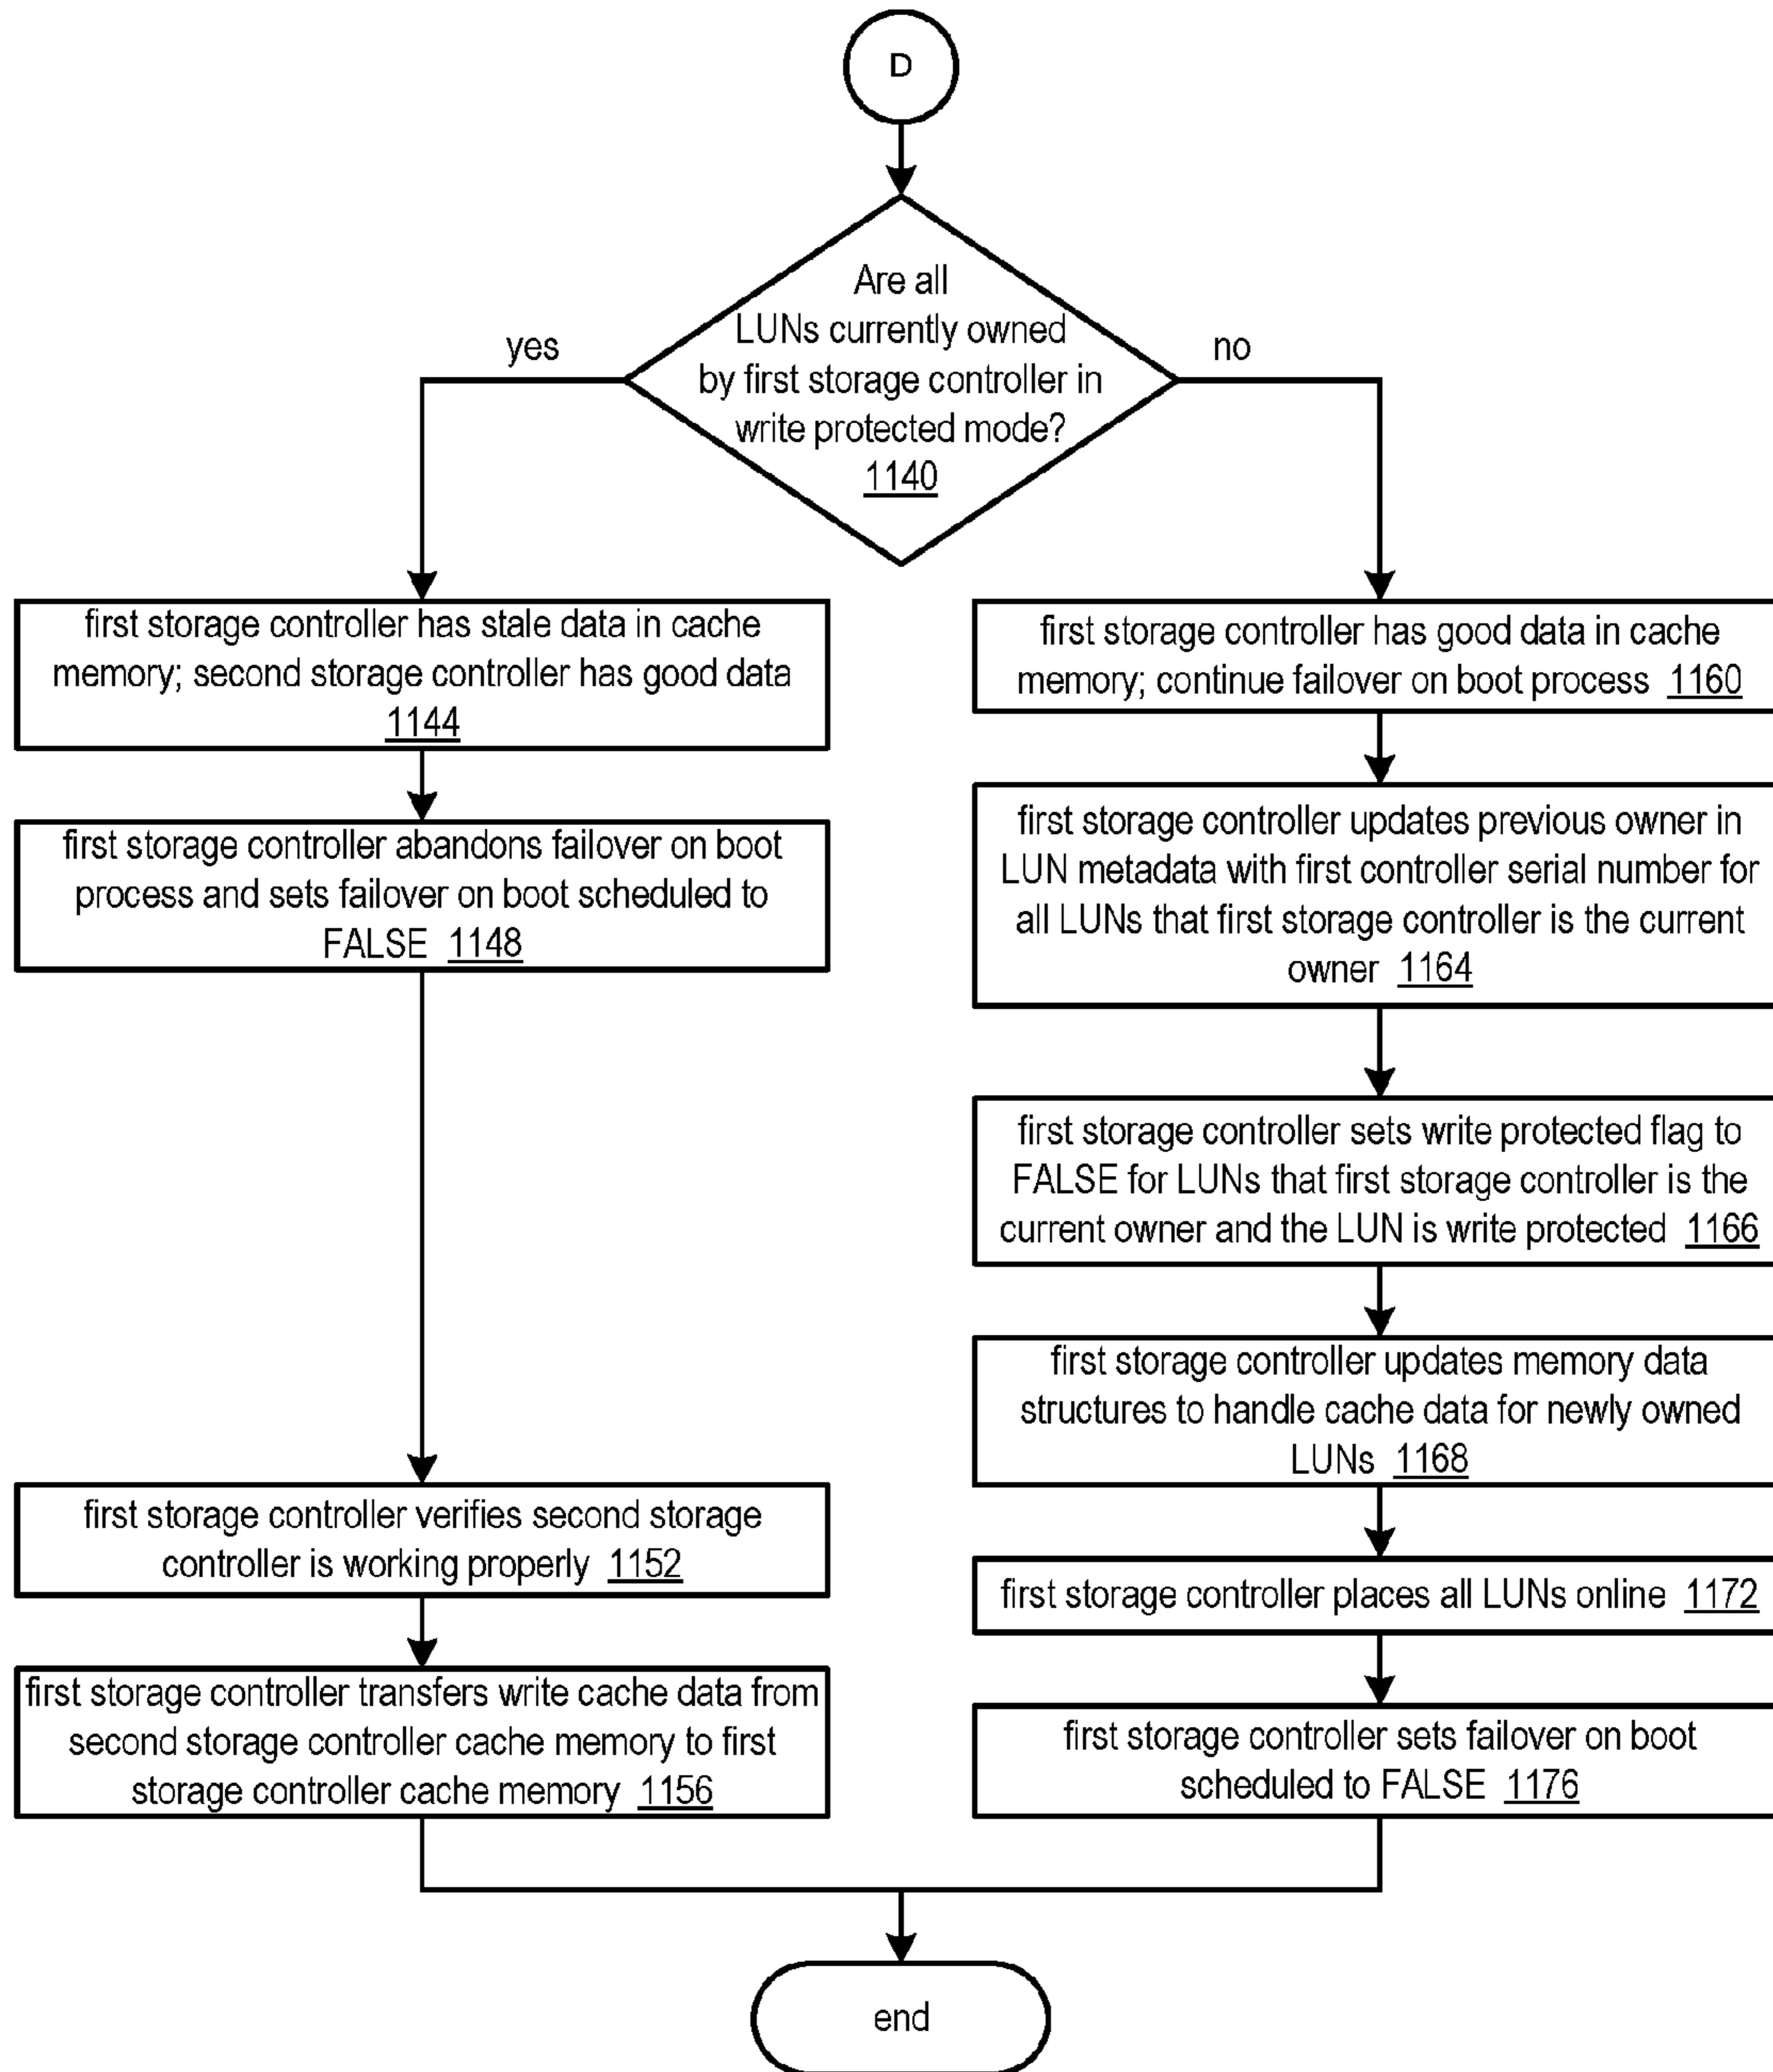 D
Are all
LUNs currently owned
by first storage controller in
write protected mode?
1140
yes
no
first storage controller has stale data in cache
memory; second storage controller has good data
1144
first storage controller abandons failover on boot
process and sets failover on boot scheduled to
FALSE 1148
first storage controller verifies second storage
controller is working properly 1152
first storage controller transfers write cache data from
second storage controller cache memory to first
storage controller cache memory 1156
first storage controller has good data in cache
memory; continue failover on boot process 1160
first storage controller updates previous owner in
LUN metadata with first controller serial number for
all LUNs that first storage controller is the current
owner 1164
first storage controller sets write protected flag to
FALSE for LUNs that first storage controller is the
current owner and the LUN is write protected 1166
first storage controller updates memory data
structures to handle cache data for newly owned
LUNs 1168
first storage controller places all LUNs online 1172
first storage controller sets failover on boot
scheduled to FALSE 1176
end